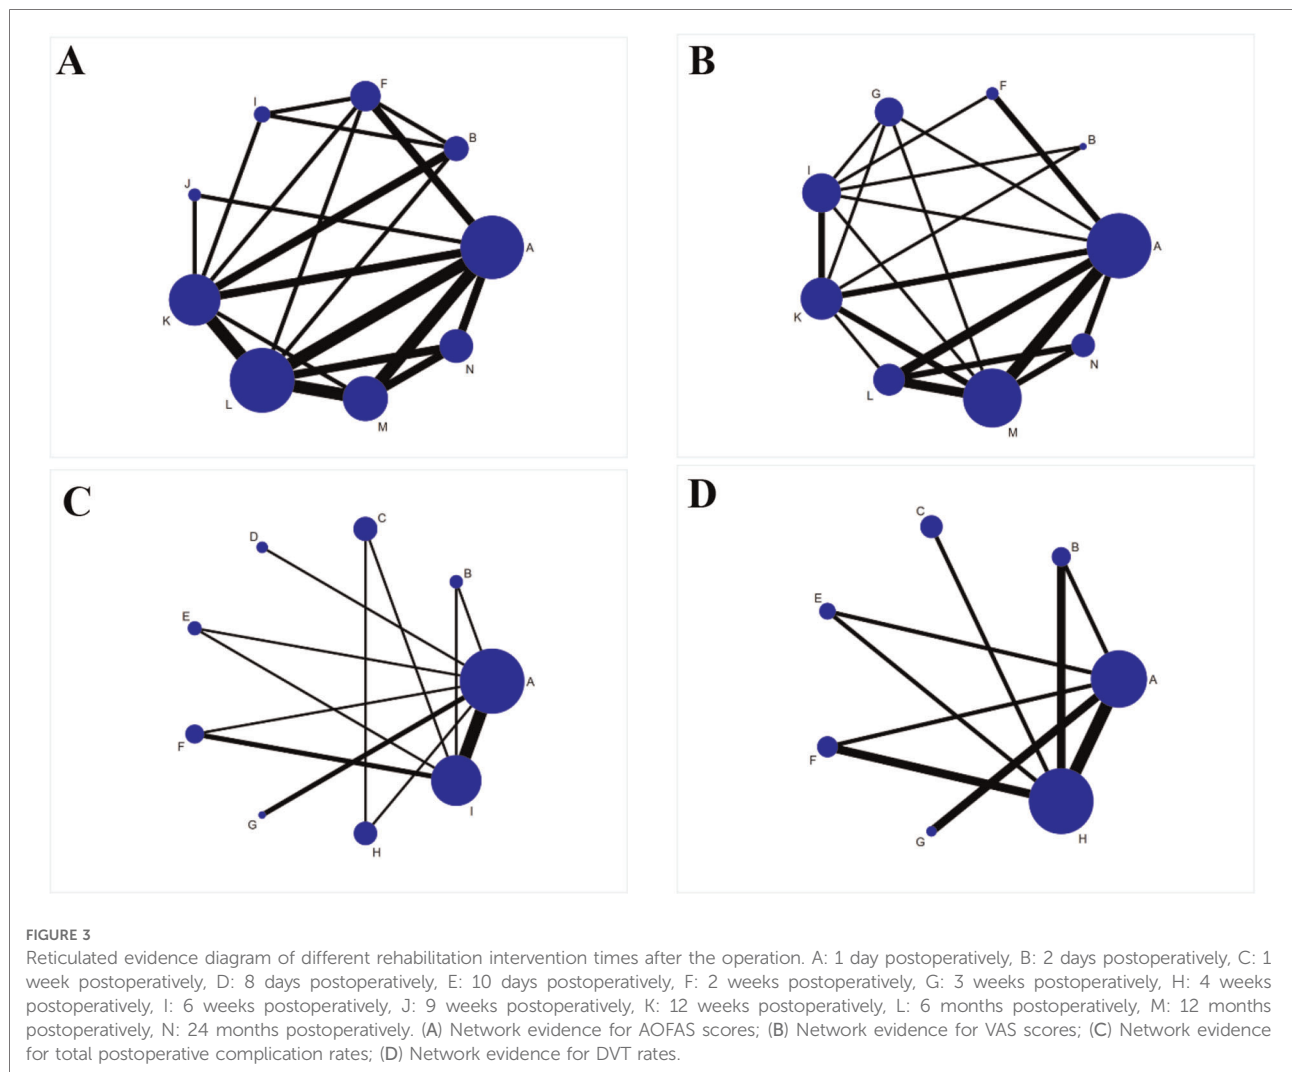 A
F
I
B
J
A
K
N
L
M
B
F
G
B
I
A
K
N
L
M
C
C
D
B
E
A
F
I
G
H
D
C
B
E
A
F
G
H
FIGURE 3
Reticulated evidence diagram of different rehabilitation intervention times after the operation. A: 1 day postoperatively, B: 2 days postoperatively, C: 1
week postoperatively, D: 8 days postoperatively, E: 10 days postoperatively, F: 2 weeks postoperatively, G: 3 weeks postoperatively, H: 4 weeks
postoperatively, I: 6 weeks postoperatively, J: 9 weeks postoperatively, K: 12 weeks postoperatively, L: 6 months postoperatively, M: 12 months
postoperatively, N: 24 months postoperatively. (A) Network evidence for AOFAS scores; (B) Network evidence for VAS scores; (C) Network evidence
for total postoperative complication rates; (D) Network evidence for DVT rates.